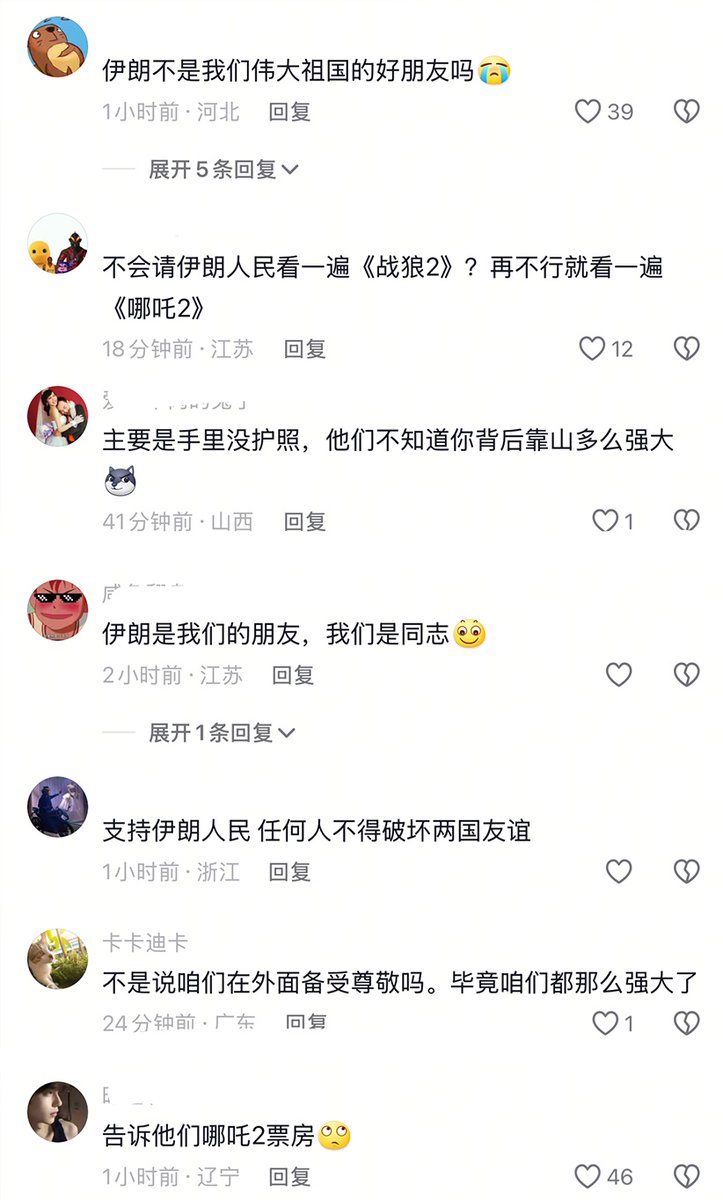 伊朗不是我们伟大祖国的好朋友吗😭
1小时前·河北 回复 39
展开5条回复
不会请伊朗人民看一遍《战狼2》？再不行就看一遍
《哪吒2》
18分钟前·江苏 回复 12
主要是手里没护照，他们不知道你背后靠山多么强大
41分钟前·山西 回复 1
伊朗是我们的朋友，我们是同志
2小时前·江苏 回复
展开1条回复
支持伊朗人民 任何人不得破坏两国友谊
1小时前·浙江 回复
卡卡迪卡
不是说咱们在外面备受尊敬吗。毕竟咱们都那么强大了
24分钟前·广东 回复 1
告诉他们哪吒2票房🙄
1小时前·辽宁 回复 46